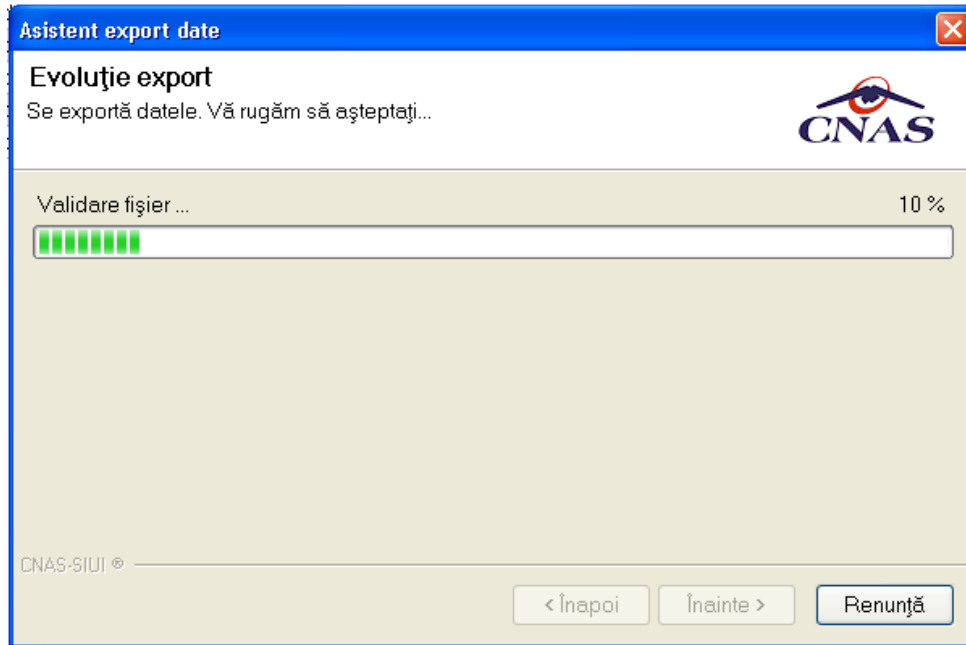 Asistent export date
Evoluţie export
Se exportă datele. Vă rugăm să aşteptaţi...
CNAS
Validare fişier ... 10 %
CNAS-SIUI ®
< Înapoi Înainte > Renunţă